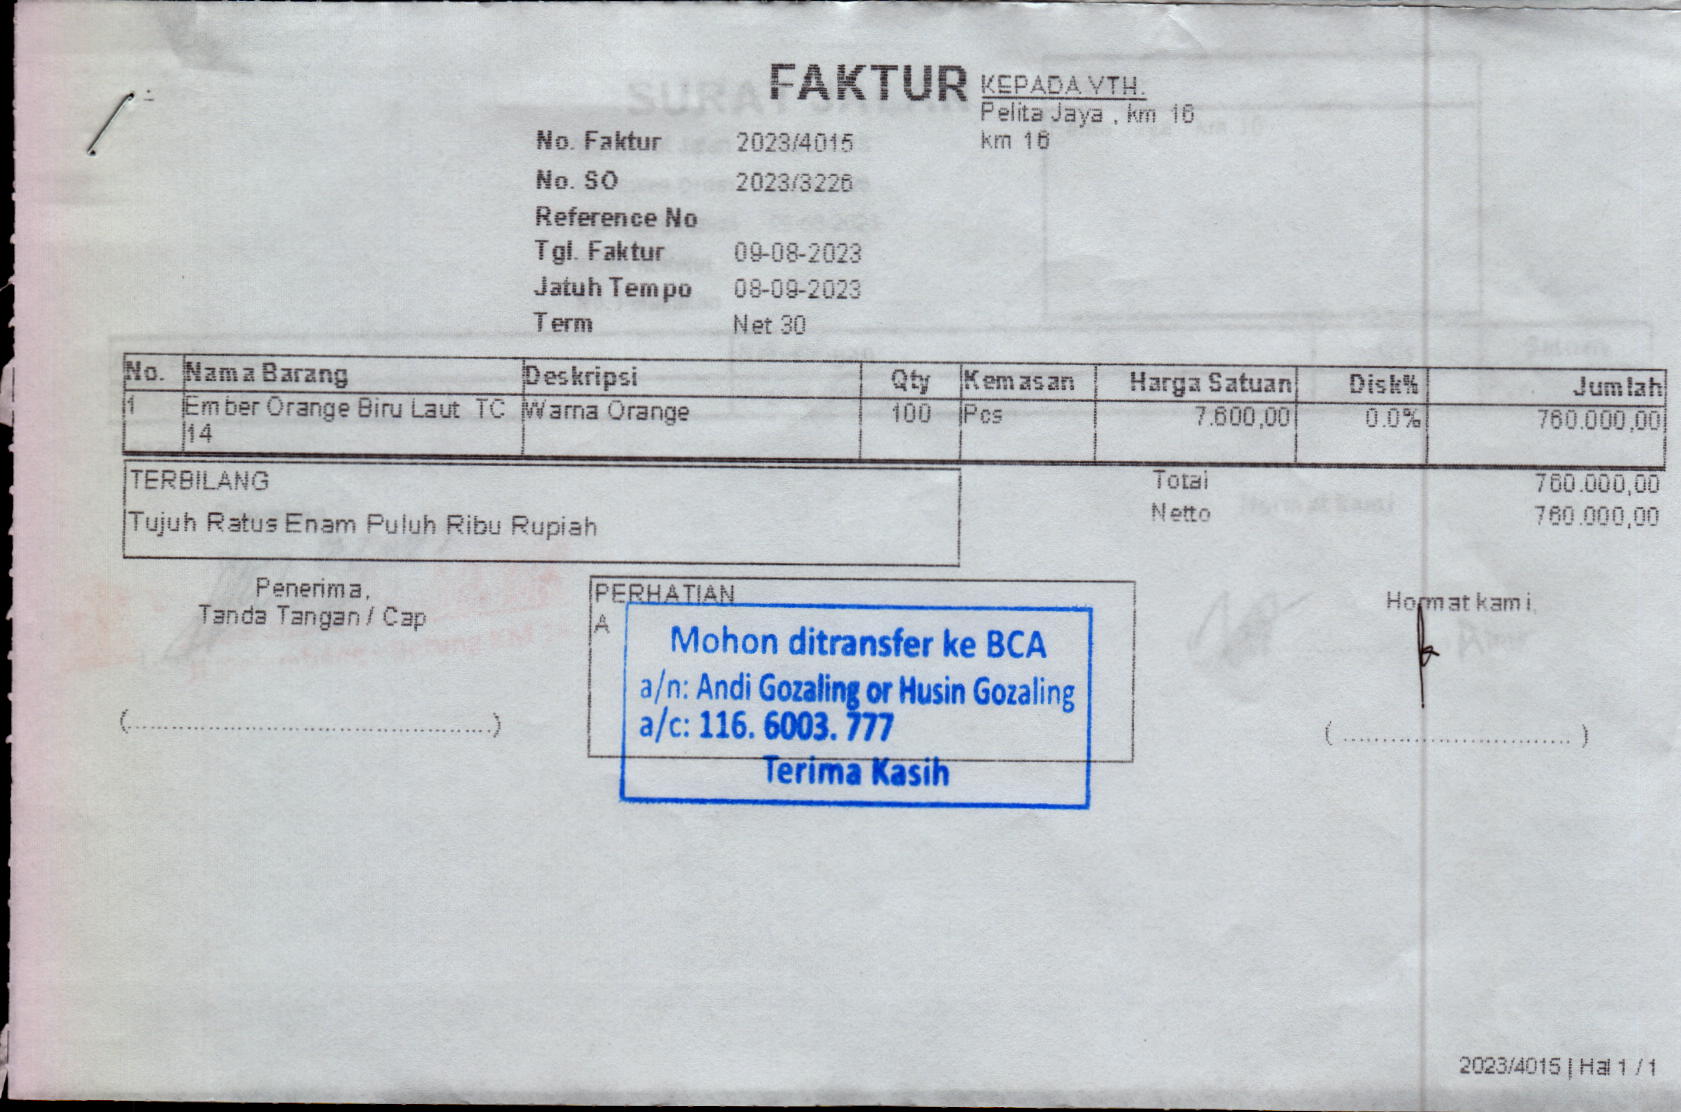 FAKTUR
KEPADA YTH.
Pelita Jaya , km 16
km 16
No. Faktur 2023/4015
No. SO 2023/3226
Reference No
Tgl. Faktur 09-08-2023
Jatuh Tempo 08-09-2023
Term Net 30
No. Nama Barang Deskripsi Qty Kemasan Harga Satuan Disk% Jumlah
1 Ember Orange Biru Laut TC Warna Orange 100 Pcs 7.600,00 0.0% 760.000,00
14
TERBILANG
Tujuh Ratus Enam Puluh Ribu Rupiah
Total 760.000,00
Netto 760.000,00
Penerima,
Tanda Tangan / Cap
(................................................)
PERHATIAN
A
Mohon ditransfer ke BCA
a/n: Andi Gozaling or Husin Gozaling
a/c: 116. 6003. 777
Terima Kasih
Hormat kami,
( .............................. )
2023/4015 | Hal 1 / 1